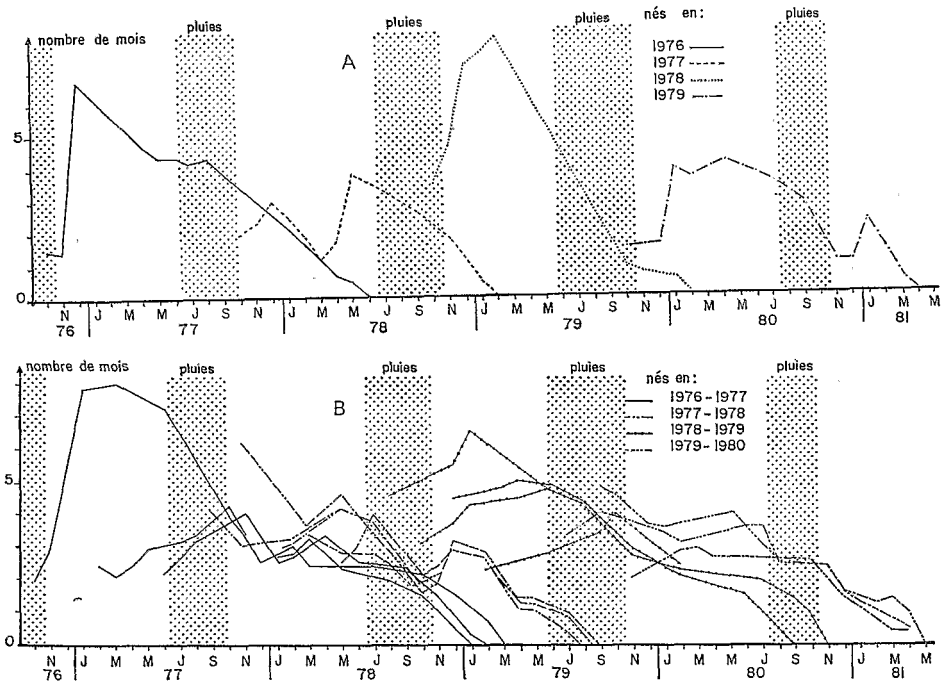 pluies pluies pluies pluies
nombre de mois
A
nés en:
1976
1977
1978
1979
5
0
N J M M J S N J M M J S N J M M J S N J M M J S N J M M
76 77 78 79 80 81
pluies pluies pluies pluies
nombre de mois
B
nés en:
1976-1977
1977-1978
1978-1979
1979-1980
5
0
N J M M J S N J M M J S N J M M J S N J M M J S N J M M
76 77 78 79 80 81